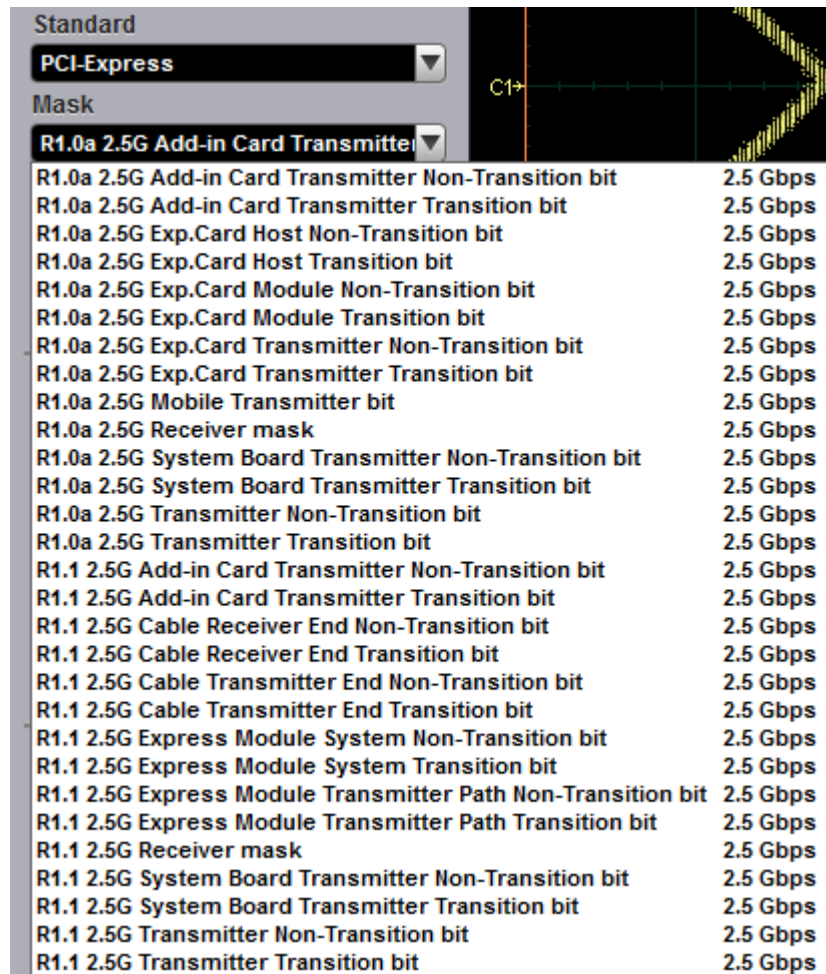 Standard
PCI-Express
C1
Mask
R1.0a 2.5G Add-in Card Transmitter
R1.0a 2.5G Add-in Card Transmitter Non-Transition bit 2.5 Gbps
R1.0a 2.5G Add-in Card Transmitter Transition bit 2.5 Gbps
R1.0a 2.5G Exp.Card Host Non-Transition bit 2.5 Gbps
R1.0a 2.5G Exp.Card Host Transition bit 2.5 Gbps
R1.0a 2.5G Exp.Card Module Non-Transition bit 2.5 Gbps
R1.0a 2.5G Exp.Card Module Transition bit 2.5 Gbps
R1.0a 2.5G Exp.Card Transmitter Non-Transition bit 2.5 Gbps
R1.0a 2.5G Exp.Card Transmitter Transition bit 2.5 Gbps
R1.0a 2.5G Mobile Transmitter bit 2.5 Gbps
R1.0a 2.5G Receiver mask 2.5 Gbps
R1.0a 2.5G System Board Transmitter Non-Transition bit 2.5 Gbps
R1.0a 2.5G System Board Transmitter Transition bit 2.5 Gbps
R1.0a 2.5G Transmitter Non-Transition bit 2.5 Gbps
R1.0a 2.5G Transmitter Transition bit 2.5 Gbps
R1.1 2.5G Add-in Card Transmitter Non-Transition bit 2.5 Gbps
R1.1 2.5G Add-in Card Transmitter Transition bit 2.5 Gbps
R1.1 2.5G Cable Receiver End Non-Transition bit 2.5 Gbps
R1.1 2.5G Cable Receiver End Transition bit 2.5 Gbps
R1.1 2.5G Cable Transmitter End Non-Transition bit 2.5 Gbps
R1.1 2.5G Cable Transmitter End Transition bit 2.5 Gbps
R1.1 2.5G Express Module System Non-Transition bit 2.5 Gbps
R1.1 2.5G Express Module System Transition bit 2.5 Gbps
R1.1 2.5G Express Module Transmitter Path Non-Transition bit 2.5 Gbps
R1.1 2.5G Express Module Transmitter Path Transition bit 2.5 Gbps
R1.1 2.5G Receiver mask 2.5 Gbps
R1.1 2.5G System Board Transmitter Non-Transition bit 2.5 Gbps
R1.1 2.5G System Board Transmitter Transition bit 2.5 Gbps
R1.1 2.5G Transmitter Non-Transition bit 2.5 Gbps
R1.1 2.5G Transmitter Transition bit 2.5 Gbps